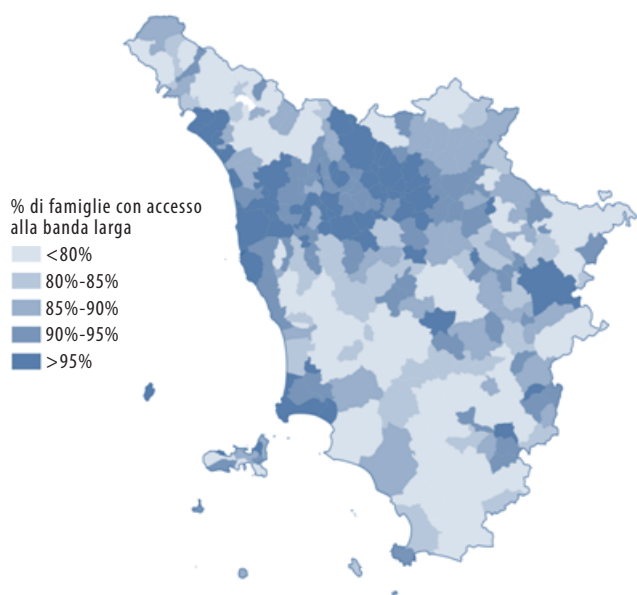 % di famiglie con accesso
alla banda larga
<80%
80%-85%
85%-90%
90%-95%
>95%